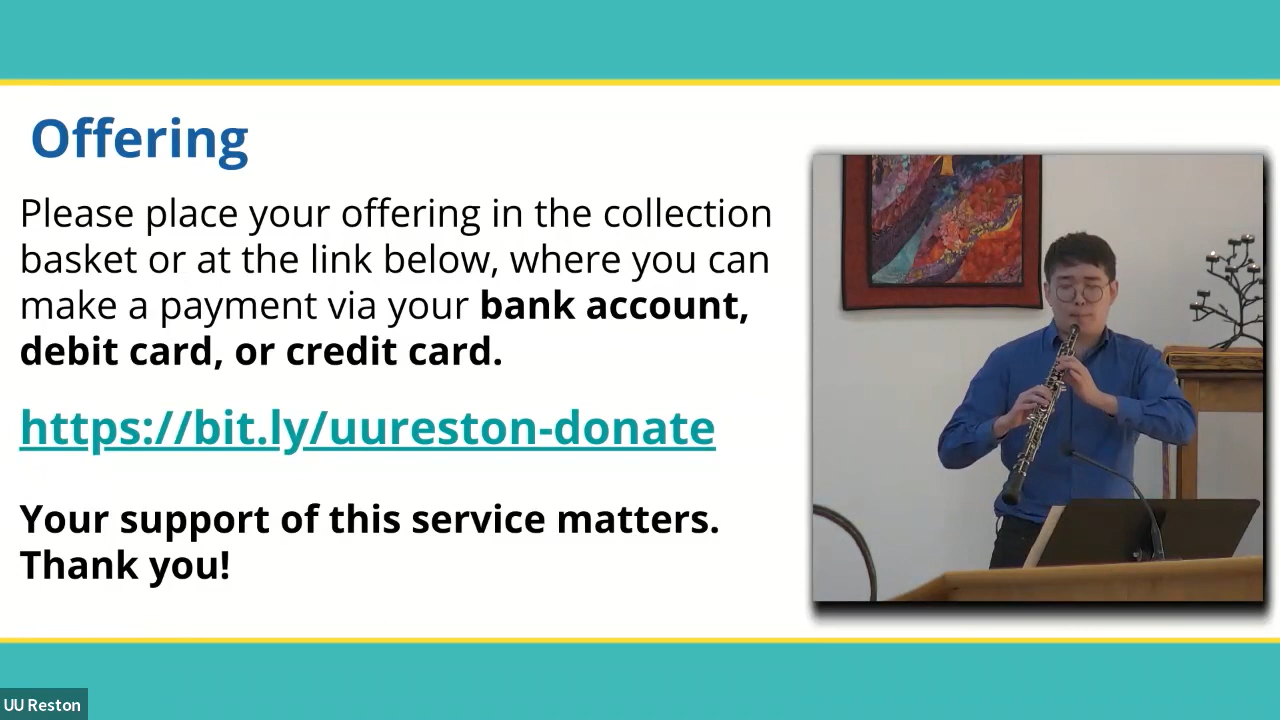 Offering
Please place your offering in the collection
basket or at the link below, where you can
make a payment via your bank account,
debit card, or credit card.
https://bit.ly/uureston-donate
Your support of this service matters.
Thank you!
UU Reston